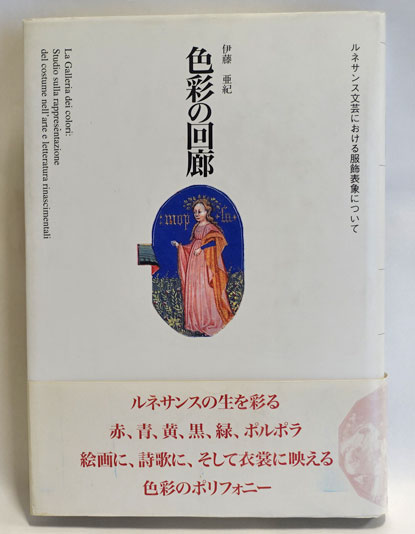 ルネサンス文芸における服飾表象について
伊藤 亜紀
色彩の回廊
La Galleria dei colori:
Studio sulla rappresentazione
del costume nell'arte e letteratura rinascimentali
ルネサンスの生を彩る
赤、青、黄、黒、緑、ポルポラ
絵画に、詩歌に、そして衣裳に映える
色彩のポリフォニー